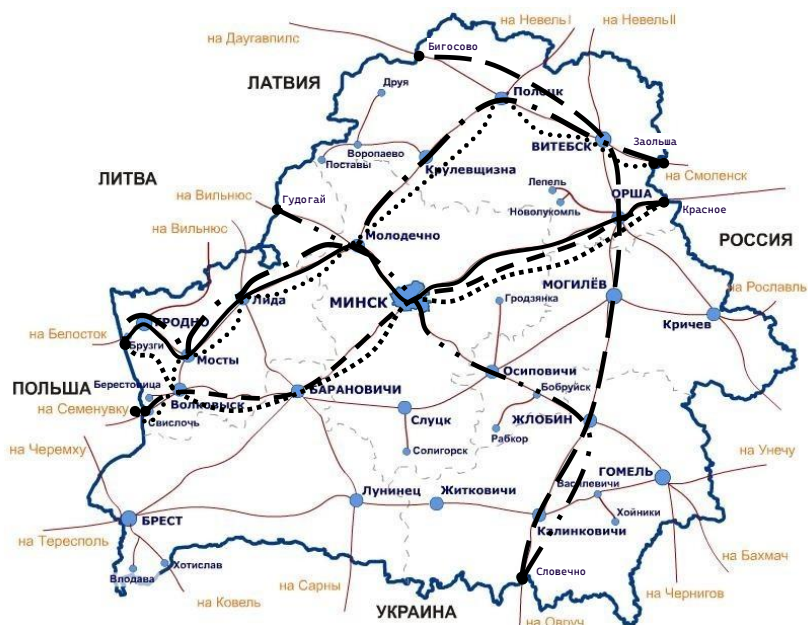 на Невель I
на Невель II
на Даугавпилс
Бигосово
ЛАТВИЯ
Друя
Полоцк
ВИТЕБСК
Заольша
Воропаево
Поставы
Крулевщизна
на Смоленск
ЛИТВА
на Вильнюс
Гудогай
Лепель
ОРША
Новолукомль
Красное
на Вильнюс
Молодечно
РОССИЯ
МОГИЛЁВ
на Рославль
Лида
МИНСК
Гродзянка
Кричев
на Белосток
ГРОДНО
Брузги
Мосты
Осиповичи
ПОЛЬША
Берестовица
БАРАНОВИЧИ
Бобруйск
Волковыск
на Семенувку
Свислочь
Слуцк
ЖЛОБИН
Рабкор
на Черемху
Солигорск
на Унечу
ГОМЕЛЬ
Василевичи
Лунинец
Житковичи
Хойники
БРЕСТ
Калинковичи
на Тересполь
на Бахмач
Хотислав
Влодава
Словечно
на Сарны
на Чернигов
на Ковель
УКРАИНА
на Овруч